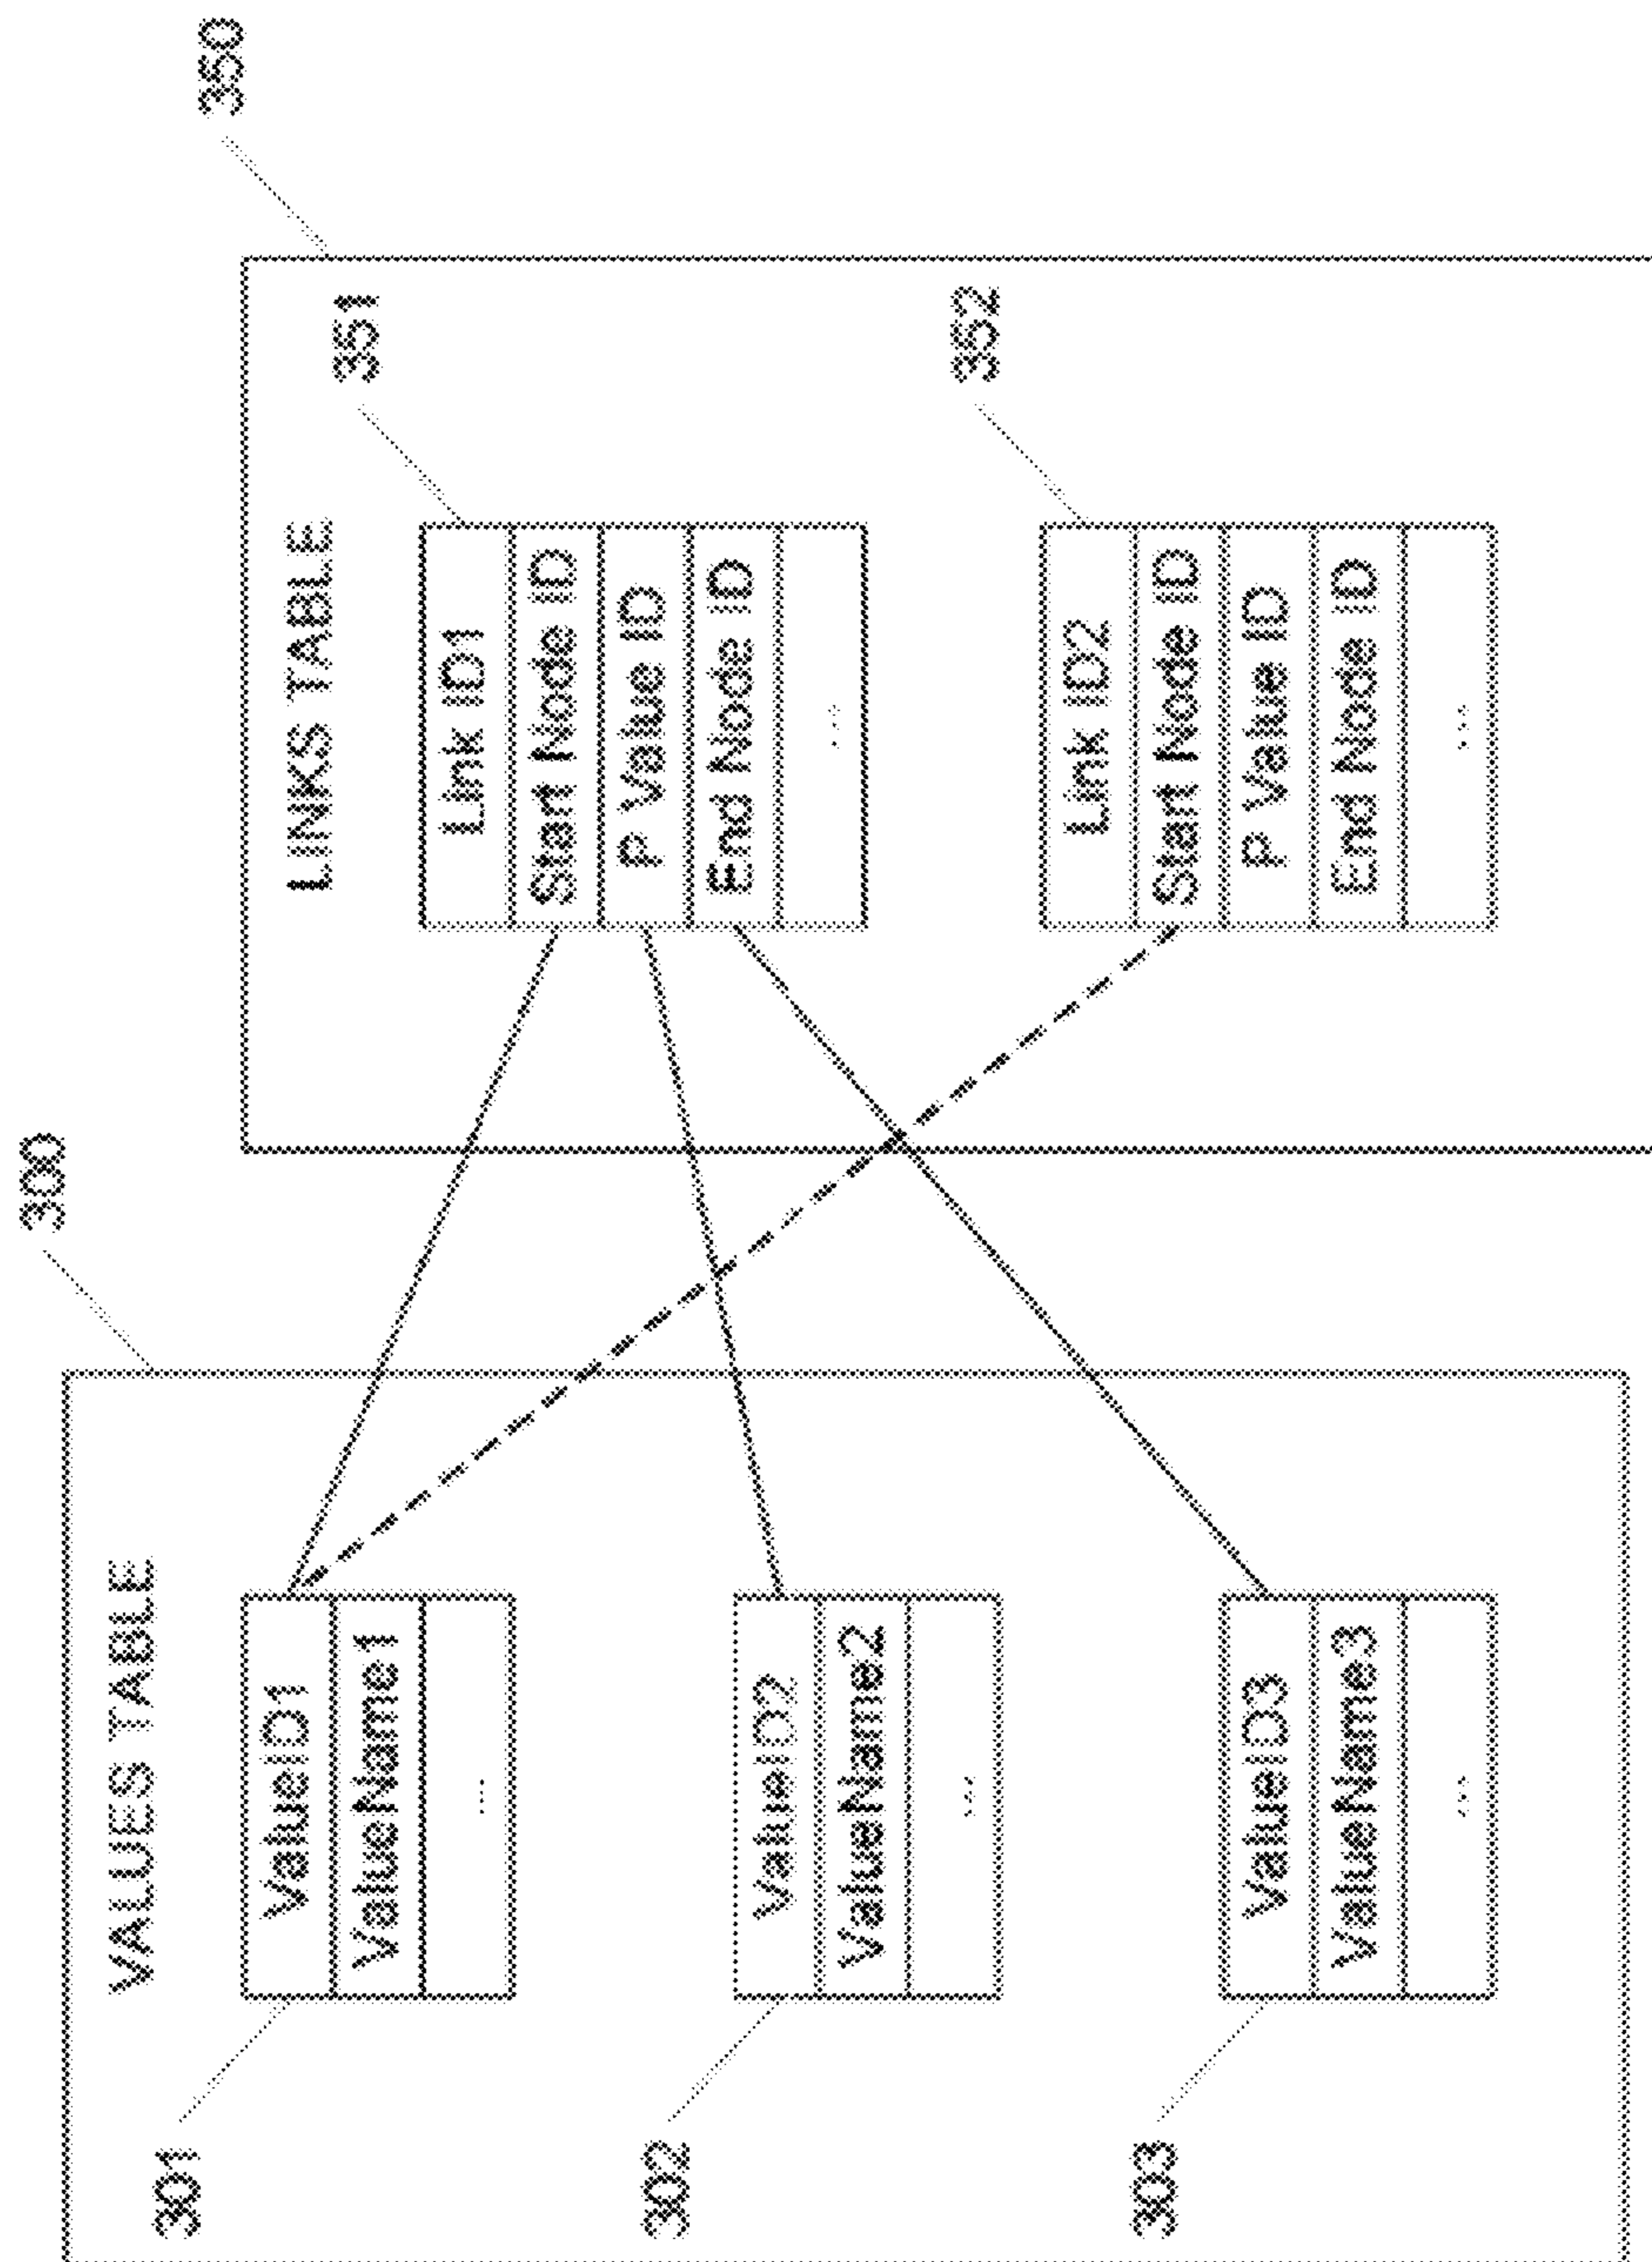 300
350
VALUES TABLE
301
ValueID1
ValueName1
...
302
ValueID2
ValueName2
...
303
ValueID3
ValueName3
...
LINKS TABLE
351
Link ID1
Start Node ID
P Value ID
End Node ID
...
352
Link ID2
Start Node ID
P Value ID
End Node ID
...